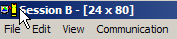 Session B - [24 x 80]
File Edit View Communication